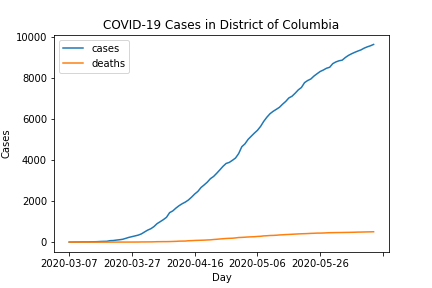 COVID-19 Cases in District of Columbia
cases
deaths
10000
8000
6000
4000
2000
0
Cases
2020-03-07 2020-03-27 2020-04-16 2020-05-06 2020-05-26
Day